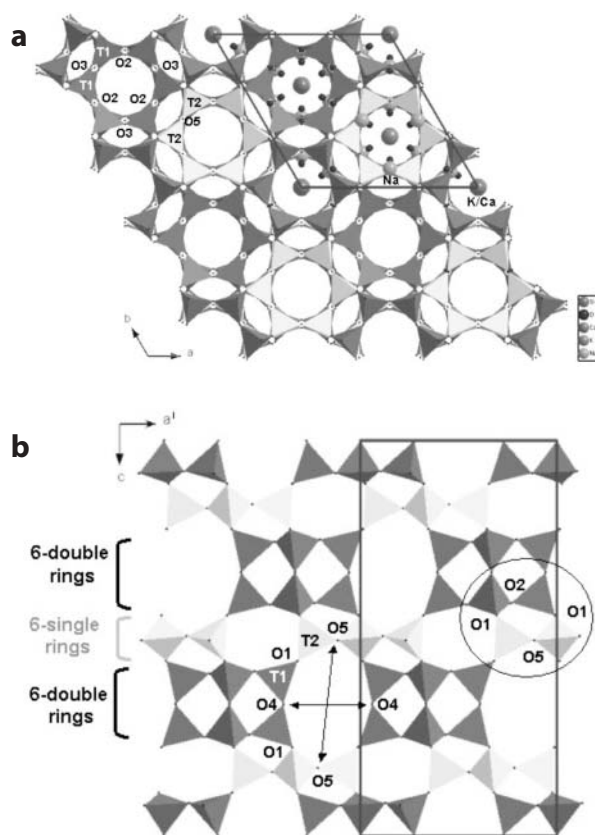 a
T1
O3 O2 O3
T1
O2 O2
T2
O5
O3 T2
Na
K/Ca
b
a
b
a'
c
6-double
rings
O2
O1 O1
6-single
rings
O5
T2
O1
O5
T1
6-double
rings
O4 O4
O1
O5